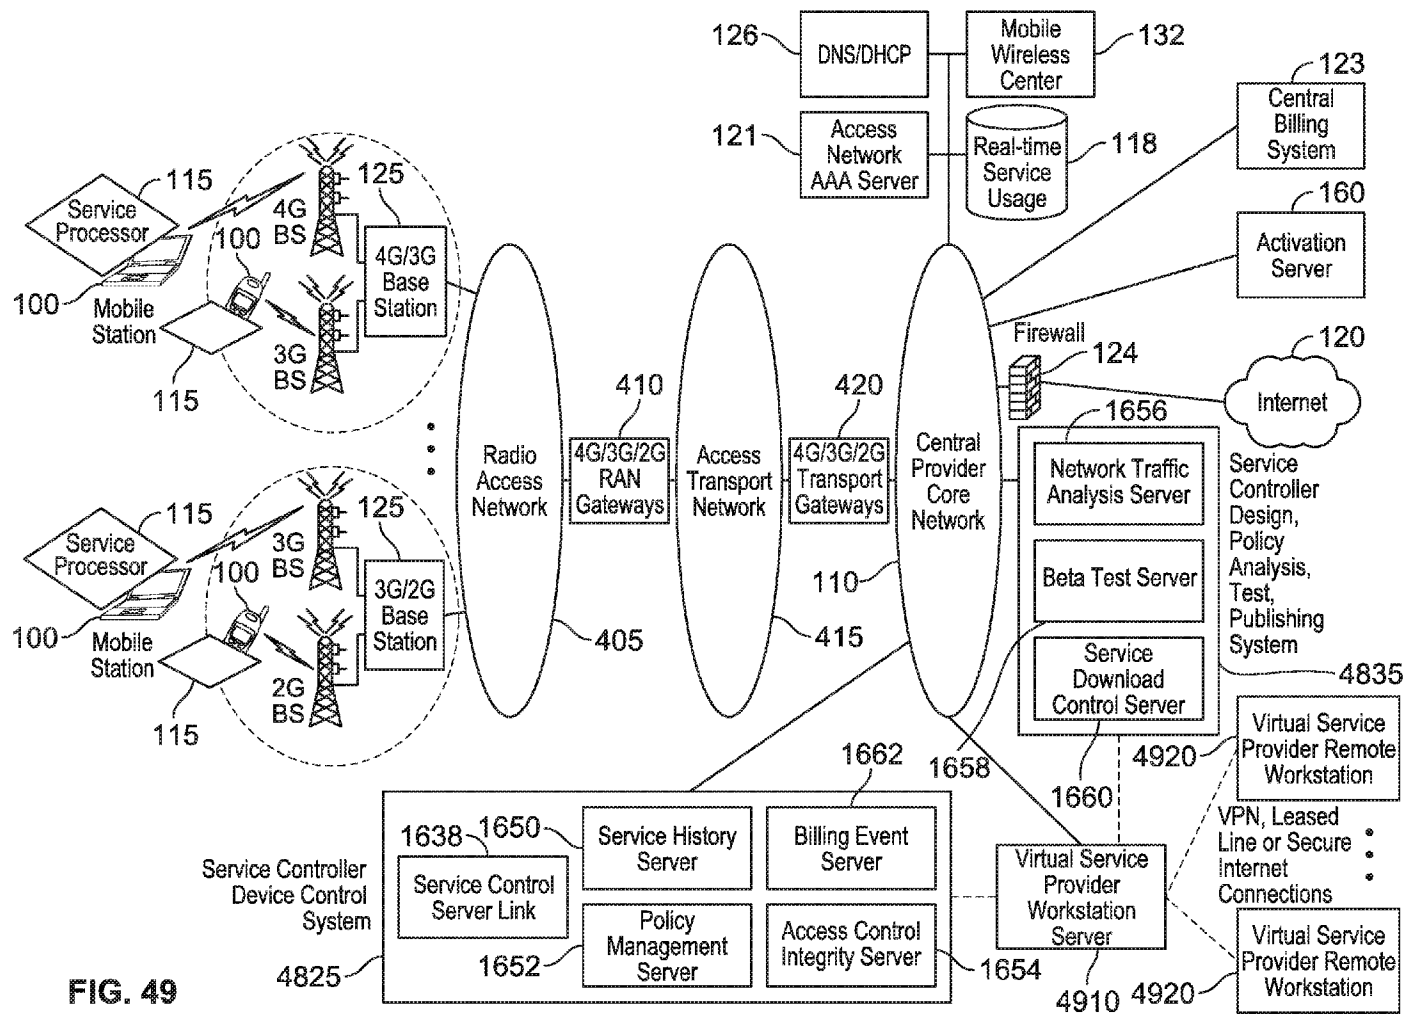 126
DNS/DHCP
Mobile
Wireless
Center
132
121
Access
Network
AAA Server
Real-time
Service
Usage
118
123
Central
Billing
System
160
Activation
Server
115
Service
Processor
100
Mobile
Station
4G
BS
100
115
3G
BS
125
4G/3G
Base
Station
115
Service
Processor
100
Mobile
Station
3G
BS
100
115
2G
BS
125
3G/2G
Base
Station
Radio
Access
Network
405
410
4G/3G/2G
RAN
Gateways
Access
Transport
Network
415
420
4G/3G/2G
Transport
Gateways
Central
Provider
Core
Network
110
Firewall
124
120
Internet
1656
Network Traffic
Analysis Server
Beta Test Server
Service
Download
Control Server
1658
1660
Service
Controller
Design,
Policy
Analysis,
Test,
Publishing
System
4835
Service Controller
Device Control
System
4825
1638
Service Control
Server Link
1650
Service History
Server
1662
Billing Event
Server
1652
Policy
Management
Server
Access Control
Integrity Server
1654
Virtual Service
Provider
Workstation
Server
4910
4920
Virtual Service
Provider Remote
Workstation
VPN, Leased
Line or Secure
Internet
Connections
4920
Virtual Service
Provider Remote
Workstation
FIG. 49